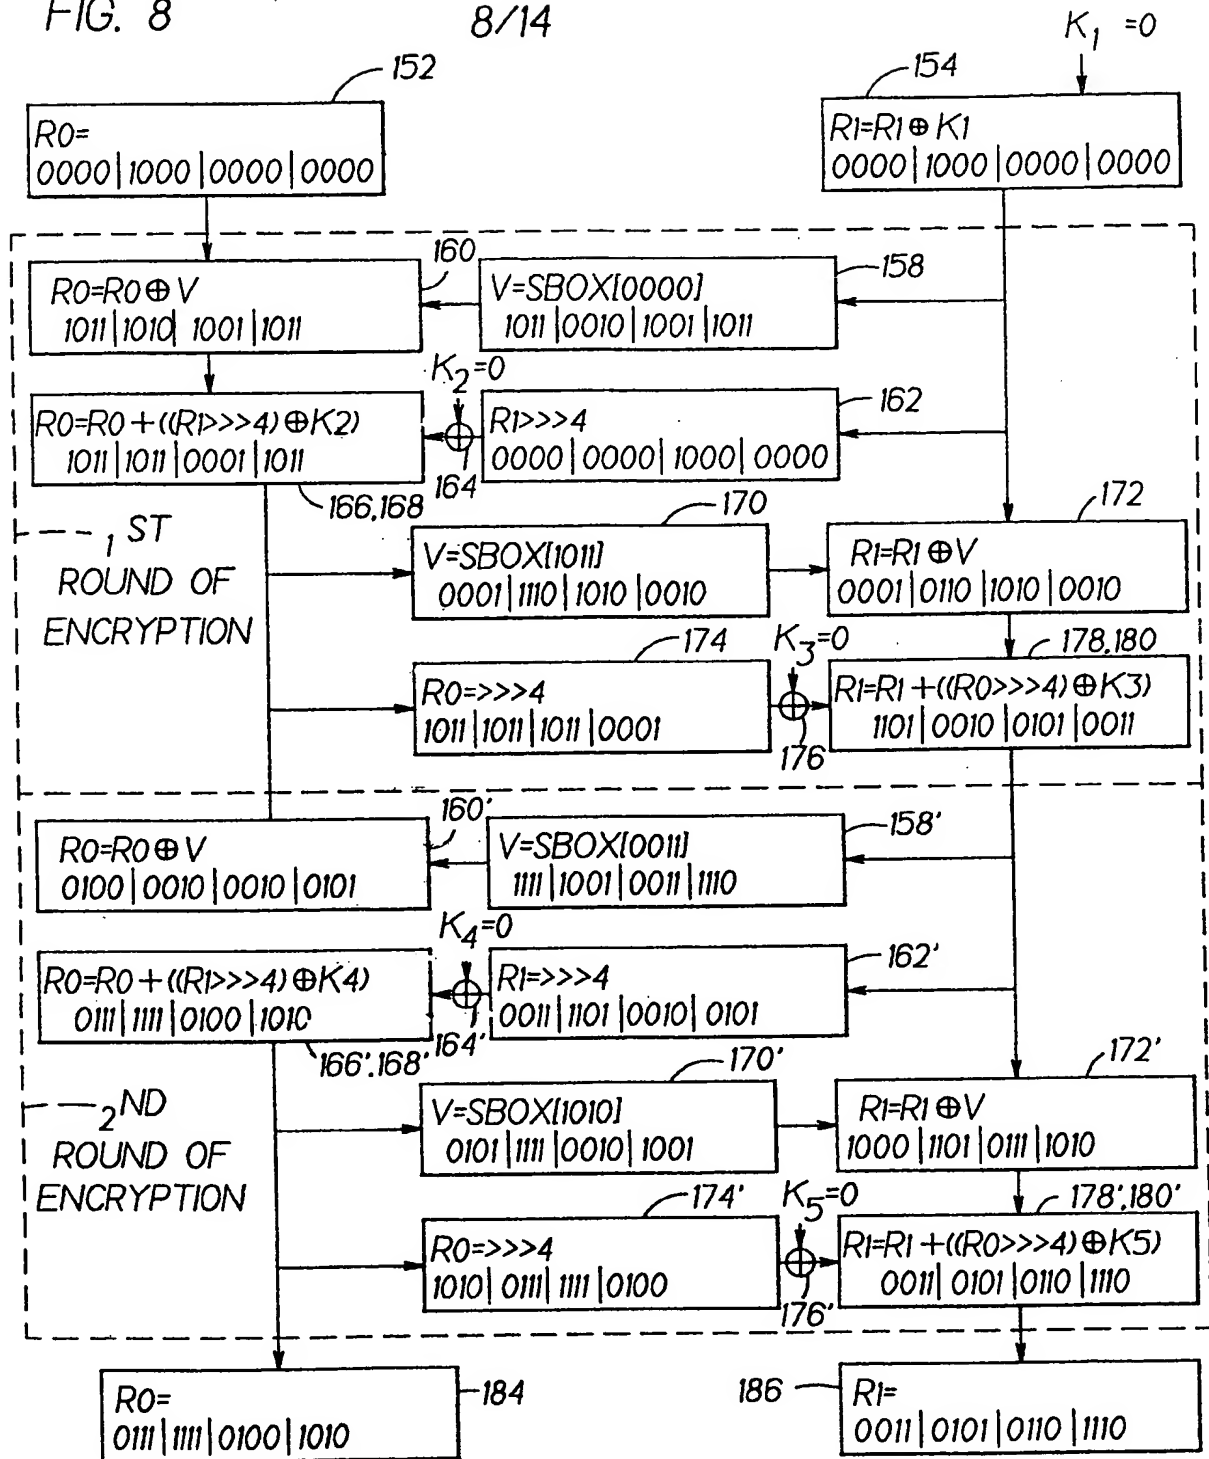 FIG. 8
8/14
K1 =0
152
154
R0=
0000|1000|0000|0000
R1=R1⊕K1
0000|1000|0000|0000
160
158
R0=R0⊕V
1011|1010|1001|1011
V=SBOX[0000]
1011|0010|1001|1011
K2=0
162
R0=R0+((R1>>>4)⊕K2)
1011|1011|0001|1011
R1>>>4
0000|0000|1000|0000
164
166,168
170
172
1ST
ROUND OF
ENCRYPTION
V=SBOX[1011]
0001|1110|1010|0010
R1=R1⊕V
0001|0110|1010|0010
174
K3=0
178,180
R0=>>>4
1011|1011|1011|0001
R1=R1+((R0>>>4)⊕K3)
1101|0010|0101|0011
176
160'
158'
R0=R0⊕V
0100|0010|0010|0101
V=SBOX[0011]
1111|1001|0011|1110
K4=0
162'
R0=R0+((R1>>>4)⊕K4)
0111|1111|0100|1010
R1=>>>4
0011|1101|0010|0101
164'
166',168'
170'
172'
2ND
ROUND OF
ENCRYPTION
V=SBOX[1010]
0101|1111|0010|1001
R1=R1⊕V
1000|1101|0111|1010
174'
K5=0
178',180'
R0=>>>4
1010|0111|1111|0100
R1=R1+((R0>>>4)⊕K5)
0011|0101|0110|1110
176'
R0=
0111|1111|0100|1010
184
186
R1=
0011|0101|0110|1110